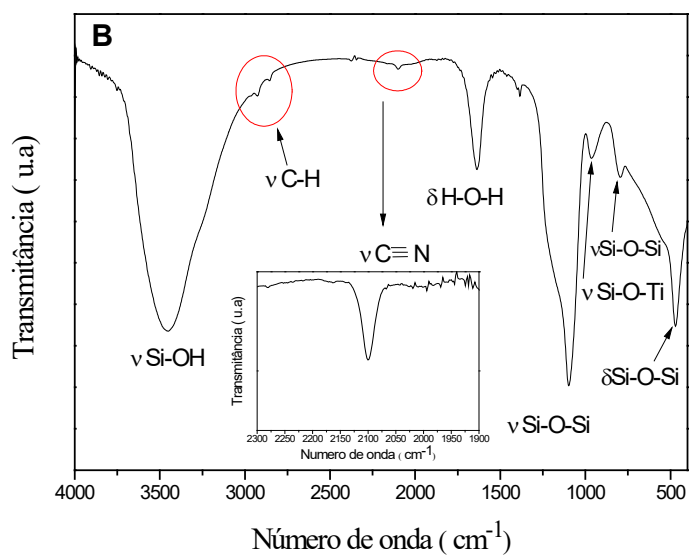 B
Transmitância ( u.a)
ν C-H
δH-O-H
ν C≡N
νSi-O-Si
ν Si-O-Ti
ν Si-OH
δSi-O-Si
ν Si-O-Si
Transmitância ( u.a)
2300 2250 2200 2150 2100 2050 2000 1950 1900
Numero de onda ( cm-1)
4000 3500 3000 2500 2000 1500 1000 500
Número de onda ( cm-1)